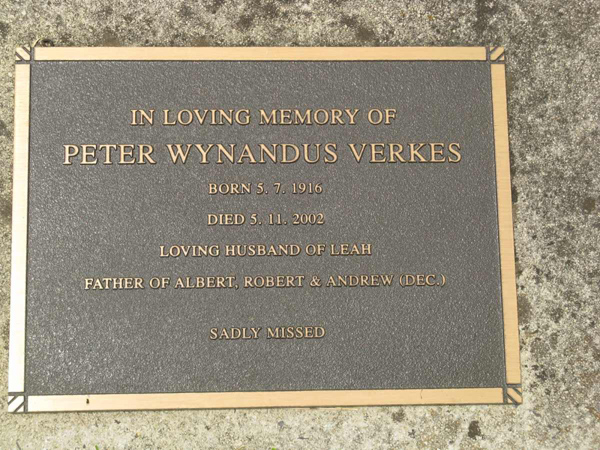 IN LOVING MEMORY OF
PETER WYNANDUS VERKES
BORN 5. 7. 1916
DIED 5. 11. 2002
LOVING HUSBAND OF LEAH
FATHER OF ALBERT, ROBERT & ANDREW (DEC.)
SADLY MISSED